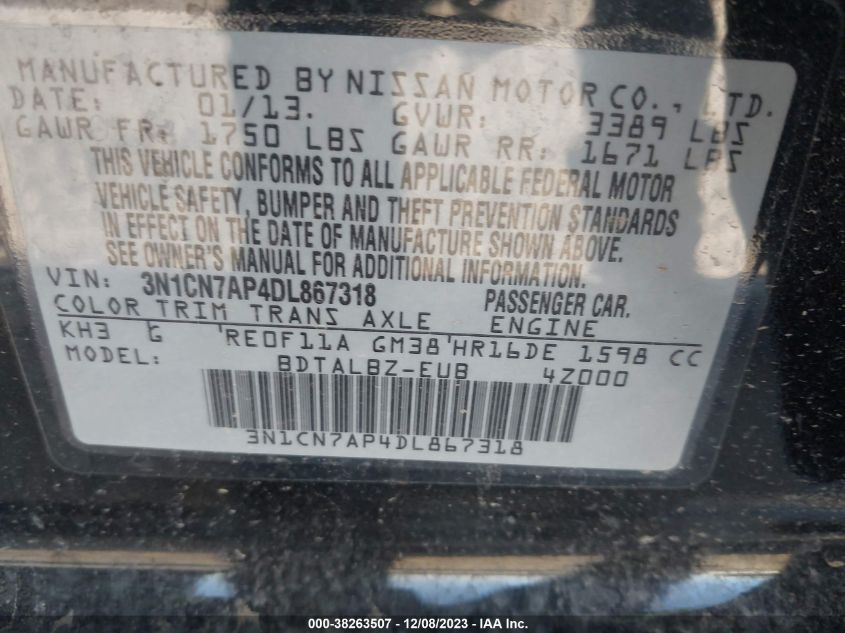 MANUFACTURED BY NISSAN MOTOR CO., LTD.
DATE: 01/13. GVWR: 3389 LBS
GAWR FR: 1750 LBS GAWR RR: 1671 LBS
THIS VEHICLE CONFORMS TO ALL APPLICABLE FEDERAL MOTOR
VEHICLE SAFETY, BUMPER AND THEFT PREVENTION STANDARDS
IN EFFECT ON THE DATE OF MANUFACTURE SHOWN ABOVE.
SEE OWNER'S MANUAL FOR ADDITIONAL INFORMATION.
VIN: 3N1CN7AP4DL867318 PASSENGER CAR.
COLOR TRIM TRANS AXLE ENGINE
KH3 G RE0F11A GM38 HR16DE 1598 CC
MODEL: BDTALBZ-EUB 4Z000
3N1CN7AP4DL867318
000-38263507 - 12/08/2023 - IAA Inc.